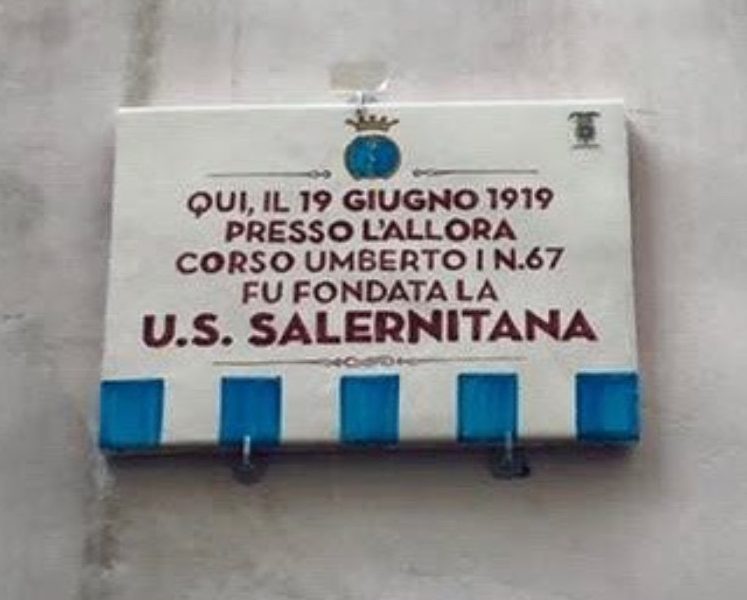 QUI, IL 19 GIUGNO 1919
PRESSO L'ALLORA
CORSO UMBERTO I N.67
FU FONDATA LA
U.S. SALERNITANA